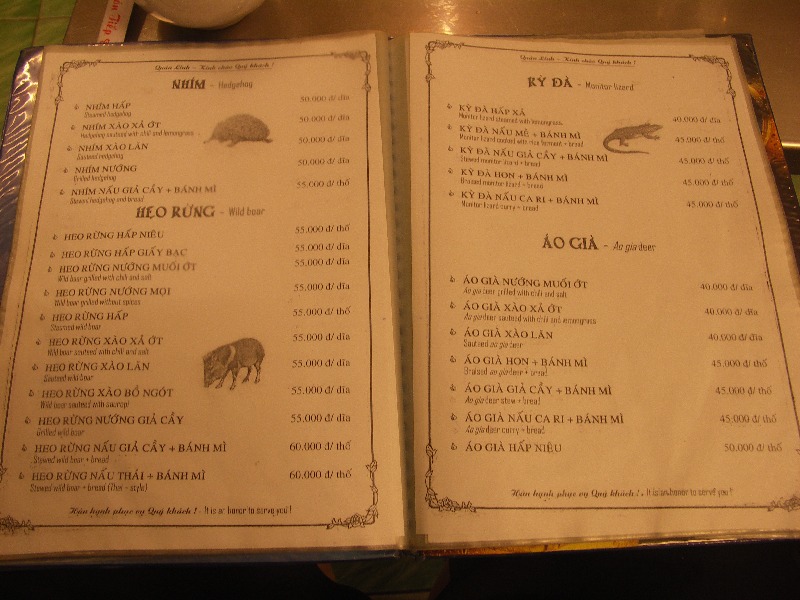 Quán Linh - Kính chào Quý khách !
NHÍM - Hedgehog
NHÍM HẤP 50.000 đ/ dĩa
Steamed hedgehog
NHÍM XÀO XẢ ỚT 50.000 đ/ dĩa
Hedgehog sauteed with chili and lemongrass
NHÍM XÀO LĂN 50.000 đ/ dĩa
Sauteed hedgehog
NHÍM NƯỚNG 50.000 đ/ dĩa
Grilled hedgehog
NHÍM NẤU GIẢ CẦY + BÁNH MÌ 55.000 đ/ thố
Stewed hedgehog and bread
HEO RỪNG - Wild boar
HEO RỪNG HẤP NIÊU 55.000 đ/ thố
HEO RỪNG HẤP GIẤY BẠC 55.000 đ/ dĩa
HEO RỪNG NƯỚNG MUỐI ỚT 55.000 đ/ dĩa
Wild boar grilled with chili and salt
HEO RỪNG NƯỚNG MỌI 55.000 đ/ dĩa
Wild boar grilled without spices
HEO RỪNG HẤP 55.000 đ/ dĩa
Steamed wild boar
HEO RỪNG XÀO XẢ ỚT 55.000 đ/ dĩa
Wild boar sauteed with chili and salt
HEO RỪNG XÀO LĂN 55.000 đ/ dĩa
Sauteed wild boar
HEO RỪNG XÀO BỒ NGÓT 55.000 đ/ dĩa
Wild boar sauteed with sauropi
HEO RỪNG NƯỚNG GIẢ CẦY 55.000 đ/ dĩa
Grilled wild boar
HEO RỪNG NẤU GIẢ CẦY + BÁNH MÌ 60.000 đ/ thố
Stewed wild boar + bread
HEO RỪNG NẤU THÁI + BÁNH MÌ 60.000 đ/ thố
Stewed wild boar + bread (Thai - style)
Hân hạnh phục vụ Quý khách ! - It is an honor to serve you !
Quán Linh - Kính chào Quý khách !
KỲ ĐÀ - Monitor lizard
KỲ ĐÀ HẤP XẢ 40.000 đ/ dĩa
Monitor lizard steamed with lemongrass
KỲ ĐÀ NẤU MẺ + BÁNH MÌ 45.000 đ/ thố
Monitor lizard cooked with rice ferment + bread
KỲ ĐÀ NẤU GIẢ CẦY + BÁNH MÌ 45.000 đ/ thố
Stewed monitor lizard + bread
KỲ ĐÀ HON + BÁNH MÌ 45.000 đ/ thố
Braised monitor lizard + bread
KỲ ĐÀ NẤU CA RI + BÁNH MÌ 45.000 đ/ thố
Monitor lizard curry + bread
ÁO GIÀ - Ao gia deer
ÁO GIÀ NƯỚNG MUỐI ỚT 40.000 đ/ dĩa
Ao gia deer grilled with chili and salt
ÁO GIÀ XÀO XẢ ỚT 40.000 đ/ dĩa
Ao gia deer sauteed with chili and lemongrass
ÁO GIÀ XÀO LĂN 40.000 đ/ dĩa
Sauteed ao gia deer
ÁO GIÀ HON + BÁNH MÌ 45.000 đ/ thố
Braised ao gia deer + bread
ÁO GIÀ GIẢ CẦY + BÁNH MÌ 45.000 đ/ thố
Ao gia deer stew + bread
ÁO GIÀ NẤU CA RI + BÁNH MÌ 45.000 đ/ thố
Ao gia deer curry + bread
ÁO GIÀ HẤP NIÊU 50.000 đ/ thố
Hân hạnh phục vụ Quý khách ! - It is an honor to serve you !